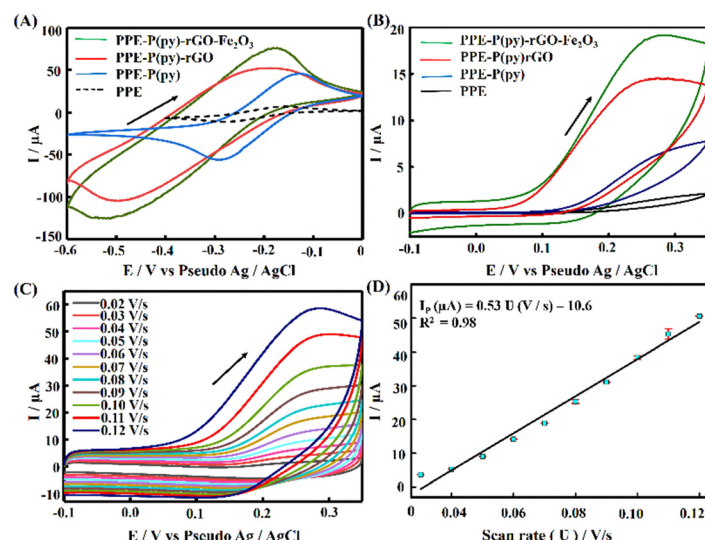 (A)
PPE-P(py)-rGO-Fe2O3
PPE-P(py)-rGO
PPE-P(py)
PPE
100
75
50
0
-50
-100
-150
I / µA
-0.6 -0.5 -0.4 -0.3 -0.2 -0.1 0
E / V vs Pseudo Ag / AgCl
(B)
PPE-P(py)-rGO-Fe2O3
PPE-P(py)rGO
PPE-P(py)
PPE
20
15
10
5
0
I / µA
-0.1 0.0 0.1 0.2 0.3
E / V vs Pseudo Ag / AgCl
(C)
0.02 V/s
0.03 V/s
0.04 V/s
0.05 V/s
0.06 V/s
0.07 V/s
0.08 V/s
0.09 V/s
0.10 V/s
0.11 V/s
0.12 V/s
60
50
40
30
20
10
0
-10
I / µA
-0.1 0.0 0.1 0.2 0.3
E / V vs Pseudo Ag / AgCl
(D)
IP (µA) = 0.53 Ʋ (V / s) – 10.6
R2 = 0.98
60
50
40
30
20
10
0
I / µA
0 0.04 0.06 0.08 0.10 0.12
Scan rate ( Ʋ ) / V/s